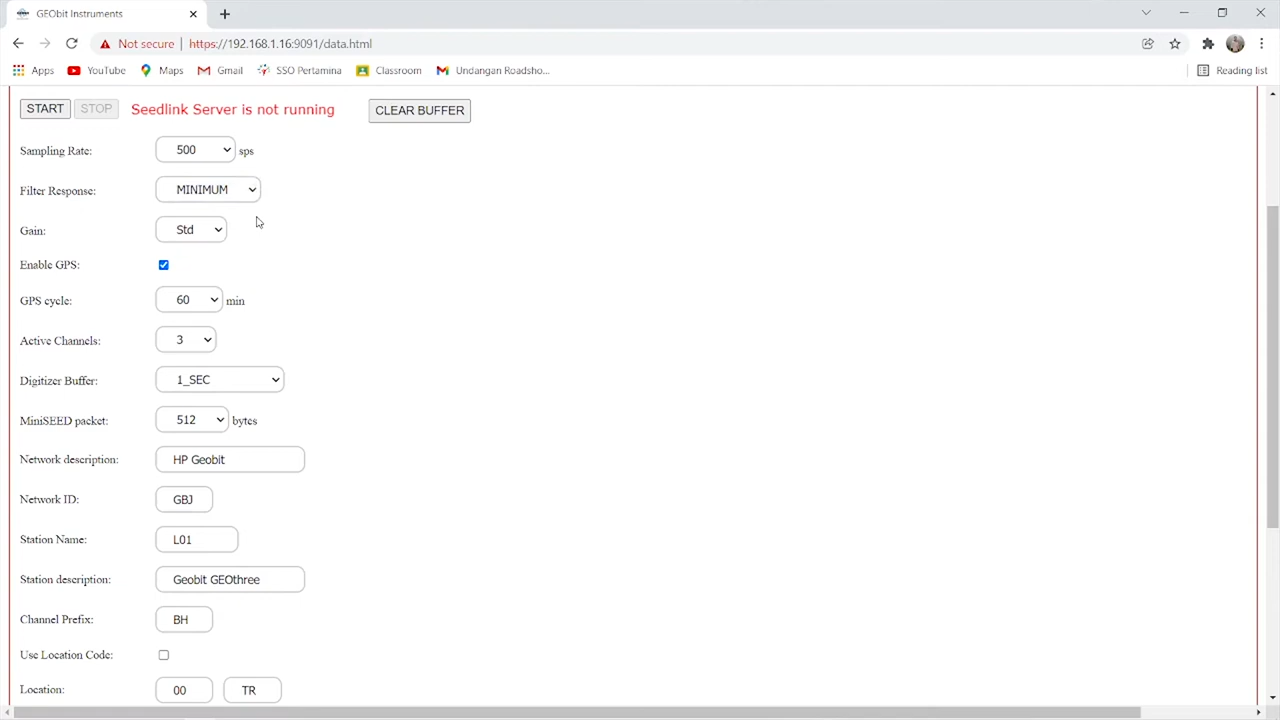 GEObit Instruments
Not secure https://192.168.1.16:9091/data.html
Apps YouTube Maps Gmail SSO Pertamina Classroom Undangan Roadsho... Reading list
START STOP Seedlink Server is not running CLEAR BUFFER
Sampling Rate: 500 sps
Filter Response: MINIMUM
Gain: Std
Enable GPS:
GPS cycle: 60 min
Active Channels: 3
Digitizer Buffer: 1_SEC
MiniSEED packet: 512 bytes
Network description: HP Geobit
Network ID: GBJ
Station Name: L01
Station description: Geobit GEOthree
Channel Prefix: BH
Use Location Code:
Location: 00 TR